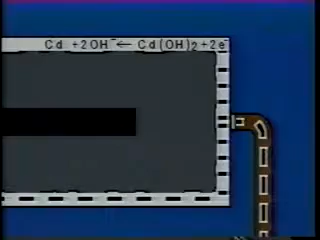 Cd +2OH⁻ ← Cd(OH)₂+2e⁻